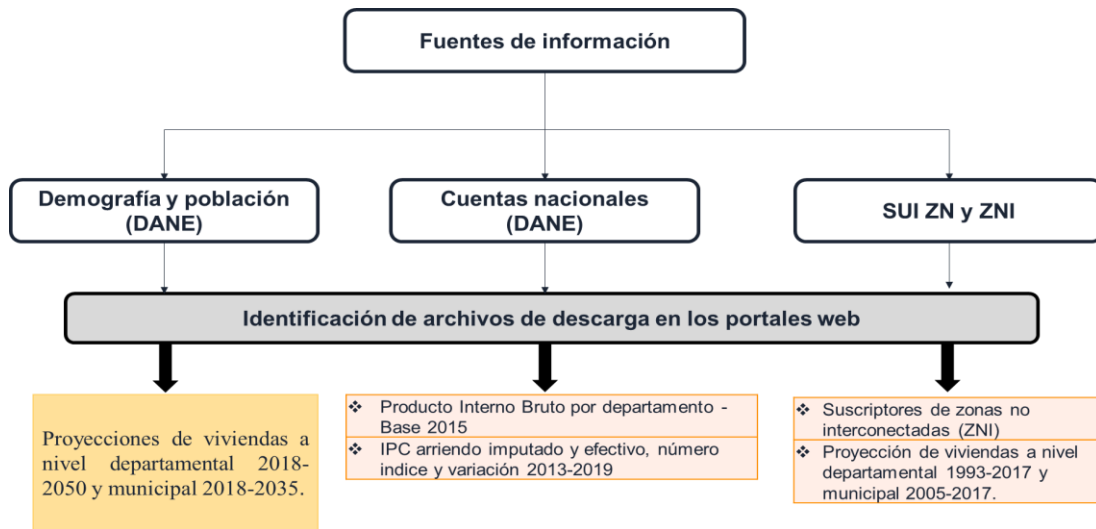 Fuentes de información
Demografía y población
(DANE)
Cuentas nacionales
(DANE)
SUI ZN y ZNI
Identificación de archivos de descarga en los portales web
Proyecciones de viviendas a
nivel departamental 2018-
2050 y municipal 2018-2035.
❖ Producto Interno Bruto por departamento -
Base 2015
❖ IPC arriendo imputado y efectivo, número
indice y variación 2013-2019
❖ Suscriptores de zonas no
interconectadas (ZNI)
❖ Proyección de viviendas a nivel
departamental 1993-2017 y
municipal 2005-2017.